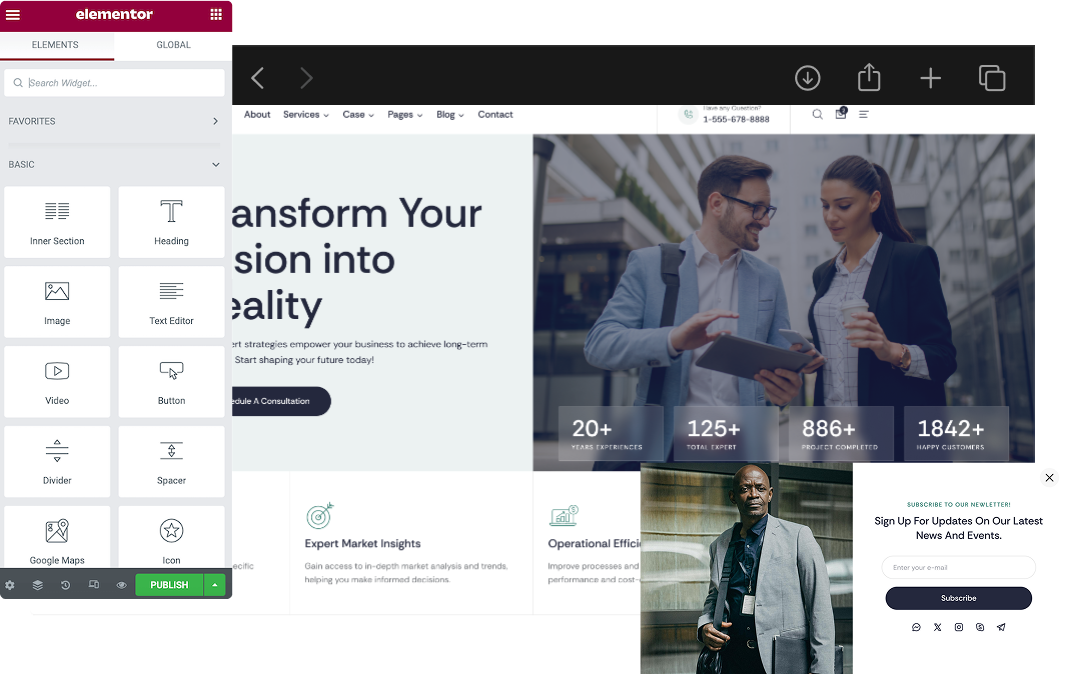 elementor
ELEMENTS GLOBAL
Search Widget...
FAVORITES
BASIC
Inner Section
Heading
Image
Text Editor
Video
Button
Divider
Spacer
Google Maps
Icon
PUBLISH
About Services Case Pages Blog Contact
Have any Question?
1-555-678-8888
ansform Your
sion into
eality
ert strategies empower your business to achieve long-term
Start shaping your future today!
edule A Consultation
20+
YEARS EXPERIENCES
125+
TOTAL EXPERT
886+
PROJECT COMPLETED
1842+
HAPPY CUSTOMERS
ecific
Expert Market Insights
Gain access to in-depth market analysis and trends,
helping you make informed decisions.
Operational Effici
Improve processes and
performance and cost-
SUBSCRIBE TO OUR NEWLETTER!
Sign Up For Updates On Our Latest
News And Events.
Enter your e-mail
Subscribe